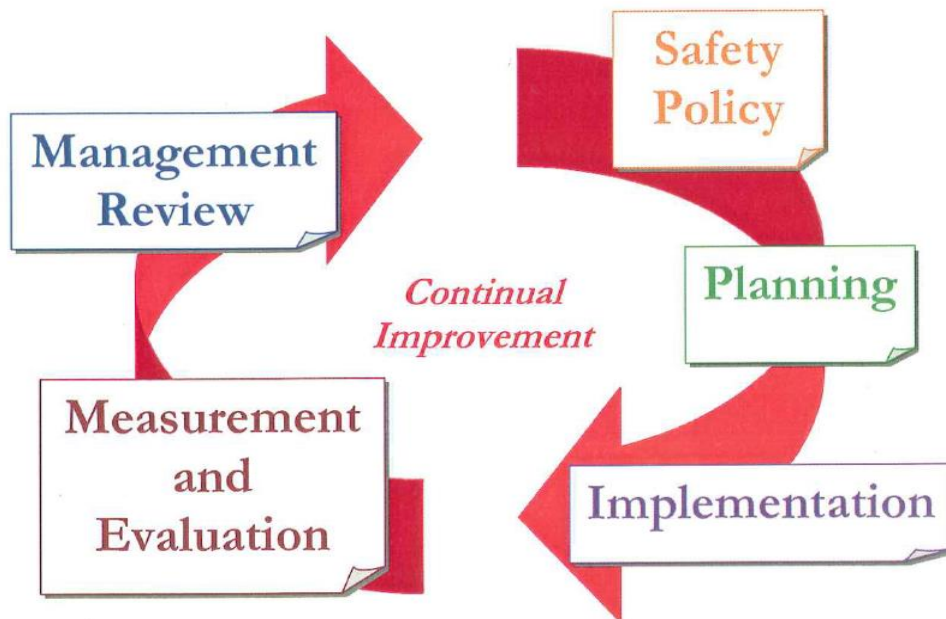 Safety
Policy
Planning
Implementation
Measurement
and
Evaluation
Management
Review
Continual
Improvement